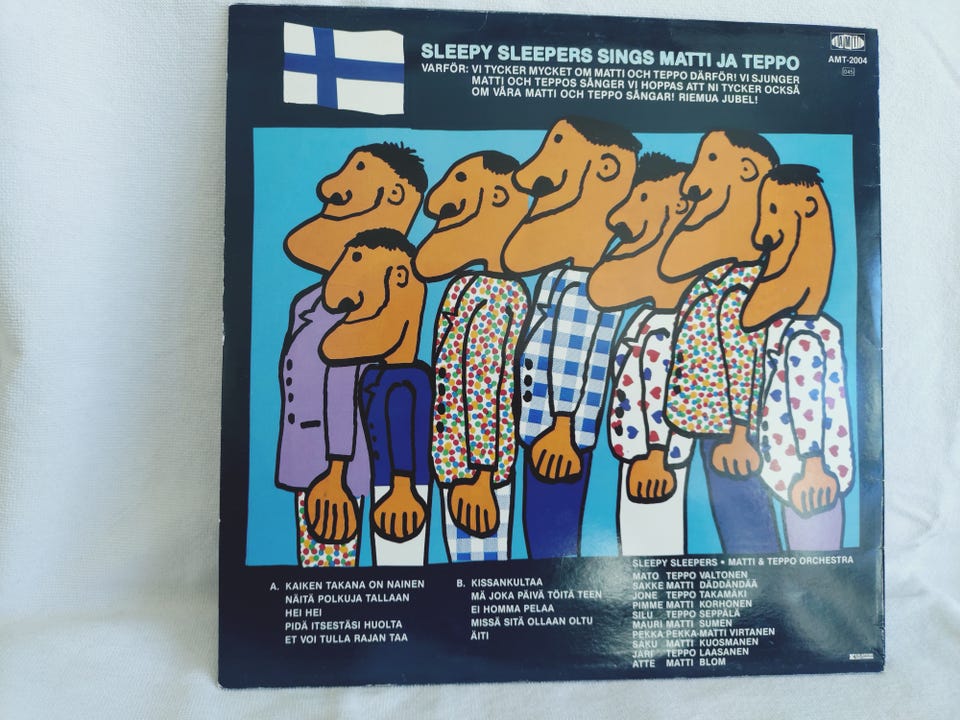 SLEEPY SLEEPERS SINGS MATTI JA TEPPO
VARFÖR: VI TYCKER MYCKET OM MATTI OCH TEPPO DÄRFÖR! VI SJUNGER
MATTI OCH TEPPOS SÅNGER VI HOPPAS ATT NI TYCKER OCKSÅ
OM VÅRA MATTI OCH TEPPO SÅNGAR! RIEMUA JUBEL!
AMT-2004
045
A. KAIKEN TAKANA ON NAINEN
NÄITÄ POLKUJA TALLAAN
HEI HEI
PIDÄ ITSESTÄSI HUOLTA
ET VOI TULLA RAJAN TAA
B. KISSANKULTAA
MÄ JOKA PÄIVÄ TÖITÄ TEEN
EI HOMMA PELAA
MISSÄ SITÄ OLLAAN OLTU
ÄITI
SLEEPY SLEEPERS • MATTI & TEPPO ORCHESTRA
MATO TEPPO VALTONEN
SAKKE MATTI DÄDDÄNDÄÄ
JONE TEPPO TAKAMÄKI
PIMME MATTI KORHONEN
SILU TEPPO SEPPÄLÄ
MAURI MATTI SUMEN
PEKKA PEKKA-MATTI VIRTANEN
SAKU MATTI KUOSMANEN
JARI TEPPO LAASANEN
ATTE MATTI BLOM